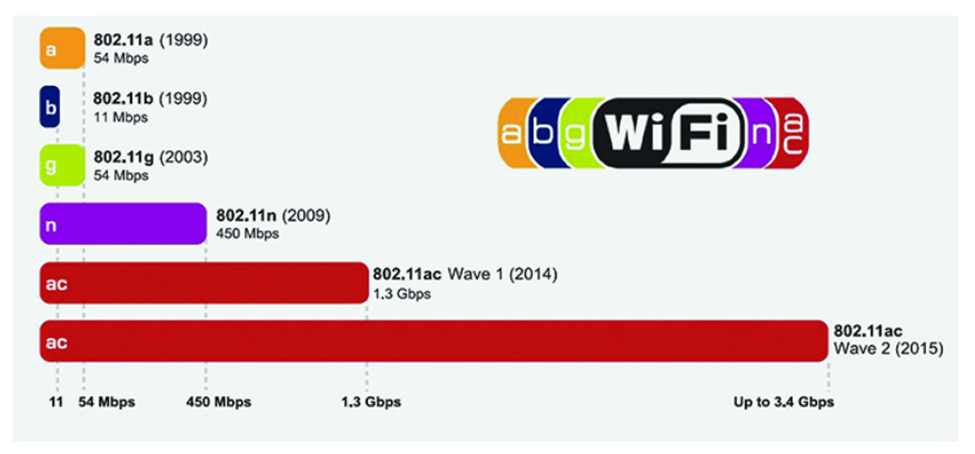 a
802.11a (1999)
54 Mbps
b
802.11b (1999)
11 Mbps
g
802.11g (2003)
54 Mbps
a b g WiFi n ac
n
802.11n (2009)
450 Mbps
ac
802.11ac Wave 1 (2014)
1.3 Gbps
ac
802.11ac
Wave 2 (2015)
11 54 Mbps 450 Mbps 1.3 Gbps Up to 3.4 Gbps